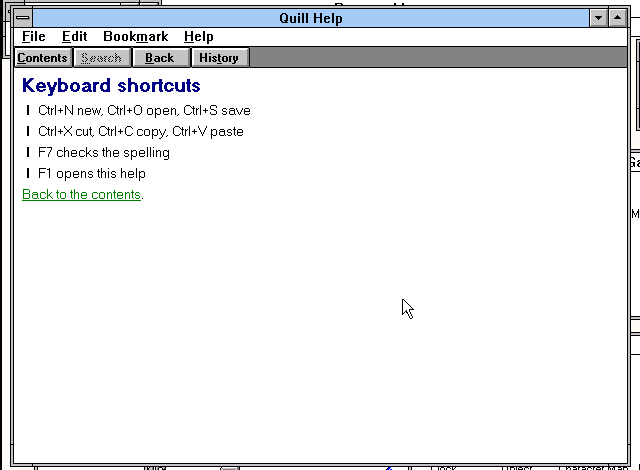 Quill Help
File Edit Bookmark Help
Contents Search Back History
Keyboard shortcuts
Ctrl+N new, Ctrl+O open, Ctrl+S save
Ctrl+X cut, Ctrl+C copy, Ctrl+V paste
F7 checks the spelling
F1 opens this help
Back to the contents.